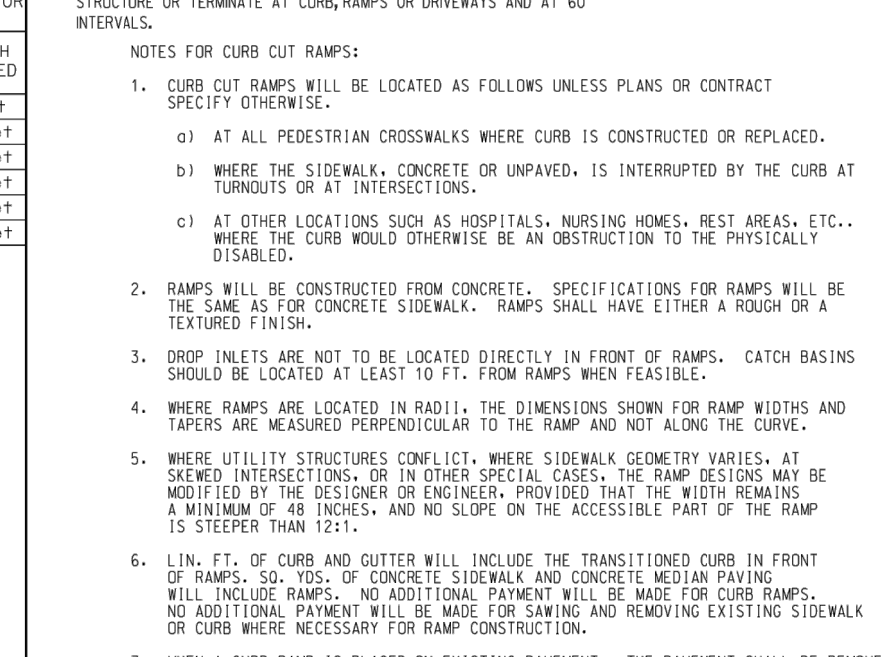 OR
STRUCTURE OR TERMINATE AT CURB, RAMPS OR DRIVEWAYS AND AT 60
INTERVALS.
H
ED
t
et
et
et
et
et
NOTES FOR CURB CUT RAMPS:
1. CURB CUT RAMPS WILL BE LOCATED AS FOLLOWS UNLESS PLANS OR CONTRACT
SPECIFY OTHERWISE.
a) AT ALL PEDESTRIAN CROSSWALKS WHERE CURB IS CONSTRUCTED OR REPLACED.
b) WHERE THE SIDEWALK, CONCRETE OR UNPAVED, IS INTERRUPTED BY THE CURB AT
TURNOUTS OR AT INTERSECTIONS.
c) AT OTHER LOCATIONS SUCH AS HOSPITALS, NURSING HOMES, REST AREAS, ETC..
WHERE THE CURB WOULD OTHERWISE BE AN OBSTRUCTION TO THE PHYSICALLY
DISABLED.
2. RAMPS WILL BE CONSTRUCTED FROM CONCRETE. SPECIFICATIONS FOR RAMPS WILL BE
THE SAME AS FOR CONCRETE SIDEWALK. RAMPS SHALL HAVE EITHER A ROUGH OR A
TEXTURED FINISH.
3. DROP INLETS ARE NOT TO BE LOCATED DIRECTLY IN FRONT OF RAMPS. CATCH BASINS
SHOULD BE LOCATED AT LEAST 10 FT. FROM RAMPS WHEN FEASIBLE.
4. WHERE RAMPS ARE LOCATED IN RADII, THE DIMENSIONS SHOWN FOR RAMP WIDTHS AND
TAPERS ARE MEASURED PERPENDICULAR TO THE RAMP AND NOT ALONG THE CURVE.
5. WHERE UTILITY STRUCTURES CONFLICT, WHERE SIDEWALK GEOMETRY VARIES, AT
SKEWED INTERSECTIONS, OR IN OTHER SPECIAL CASES, THE RAMP DESIGNS MAY BE
MODIFIED BY THE DESIGNER OR ENGINEER, PROVIDED THAT THE WIDTH REMAINS
A MINIMUM OF 48 INCHES, AND NO SLOPE ON THE ACCESSIBLE PART OF THE RAMP
IS STEEPER THAN 12:1.
6. LIN. FT. OF CURB AND GUTTER WILL INCLUDE THE TRANSITIONED CURB IN FRONT
OF RAMPS. SQ. YDS. OF CONCRETE SIDEWALK AND CONCRETE MEDIAN PAVING
WILL INCLUDE RAMPS. NO ADDITIONAL PAYMENT WILL BE MADE FOR CURB RAMPS.
NO ADDITIONAL PAYMENT WILL BE MADE FOR SAWING AND REMOVING EXISTING SIDEWALK
OR CURB WHERE NECESSARY FOR RAMP CONSTRUCTION.